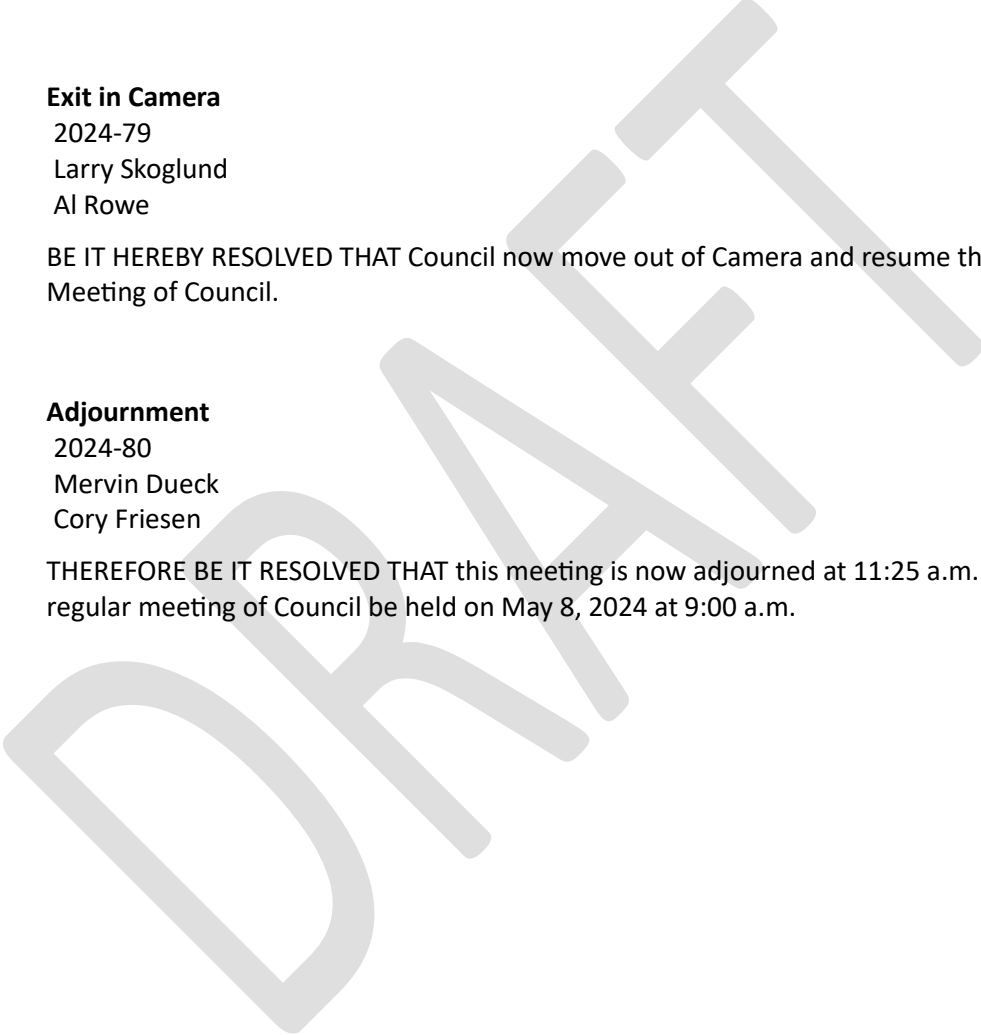 Exit in Camera
2024-79
Larry Skoglund
Al Rowe
BE IT HEREBY RESOLVED THAT Council now move out of Camera and resume th
Meeting of Council.
Adjournment
2024-80
Mervin Dueck
Cory Friesen
THEREFORE BE IT RESOLVED THAT this meeting is now adjourned at 11:25 a.m.
regular meeting of Council be held on May 8, 2024 at 9:00 a.m.
DRAFT